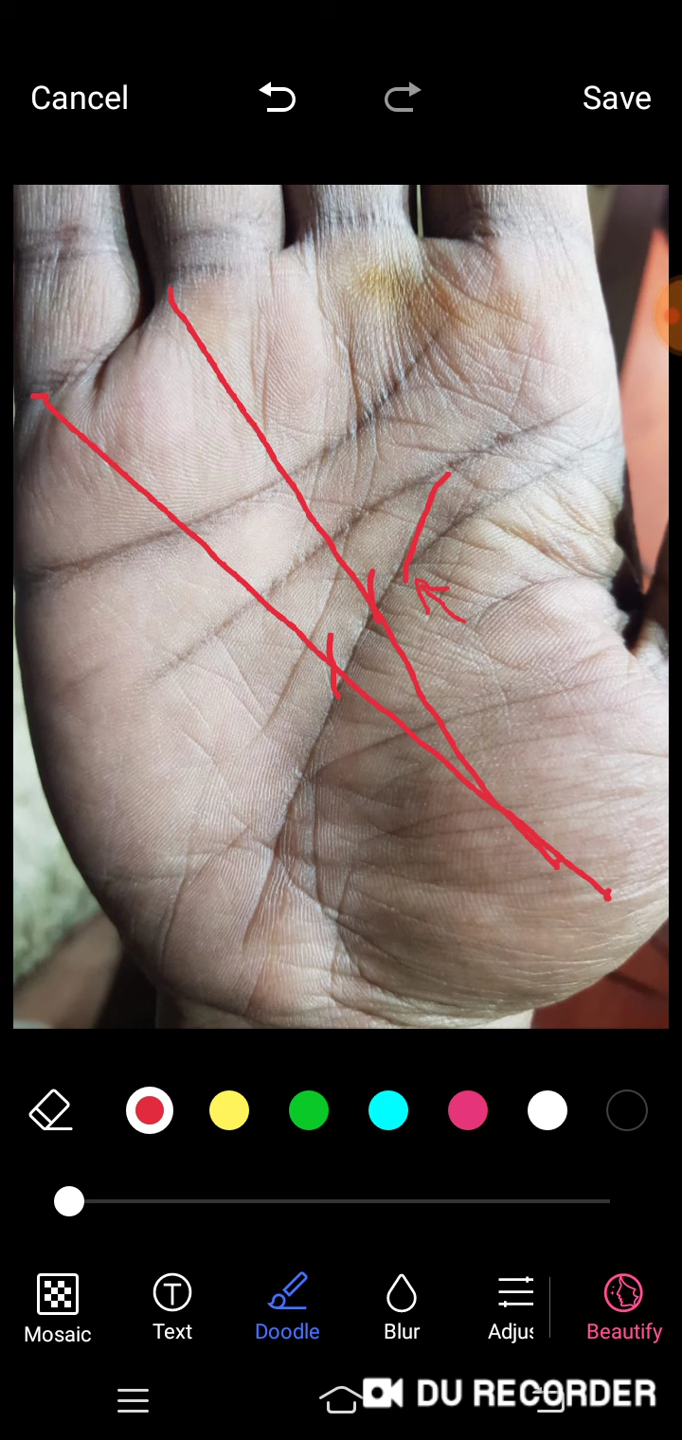 Cancel
Save
Mosaic
Text
Doodle
Blur
Adjus
Beautify
DU RECORDER